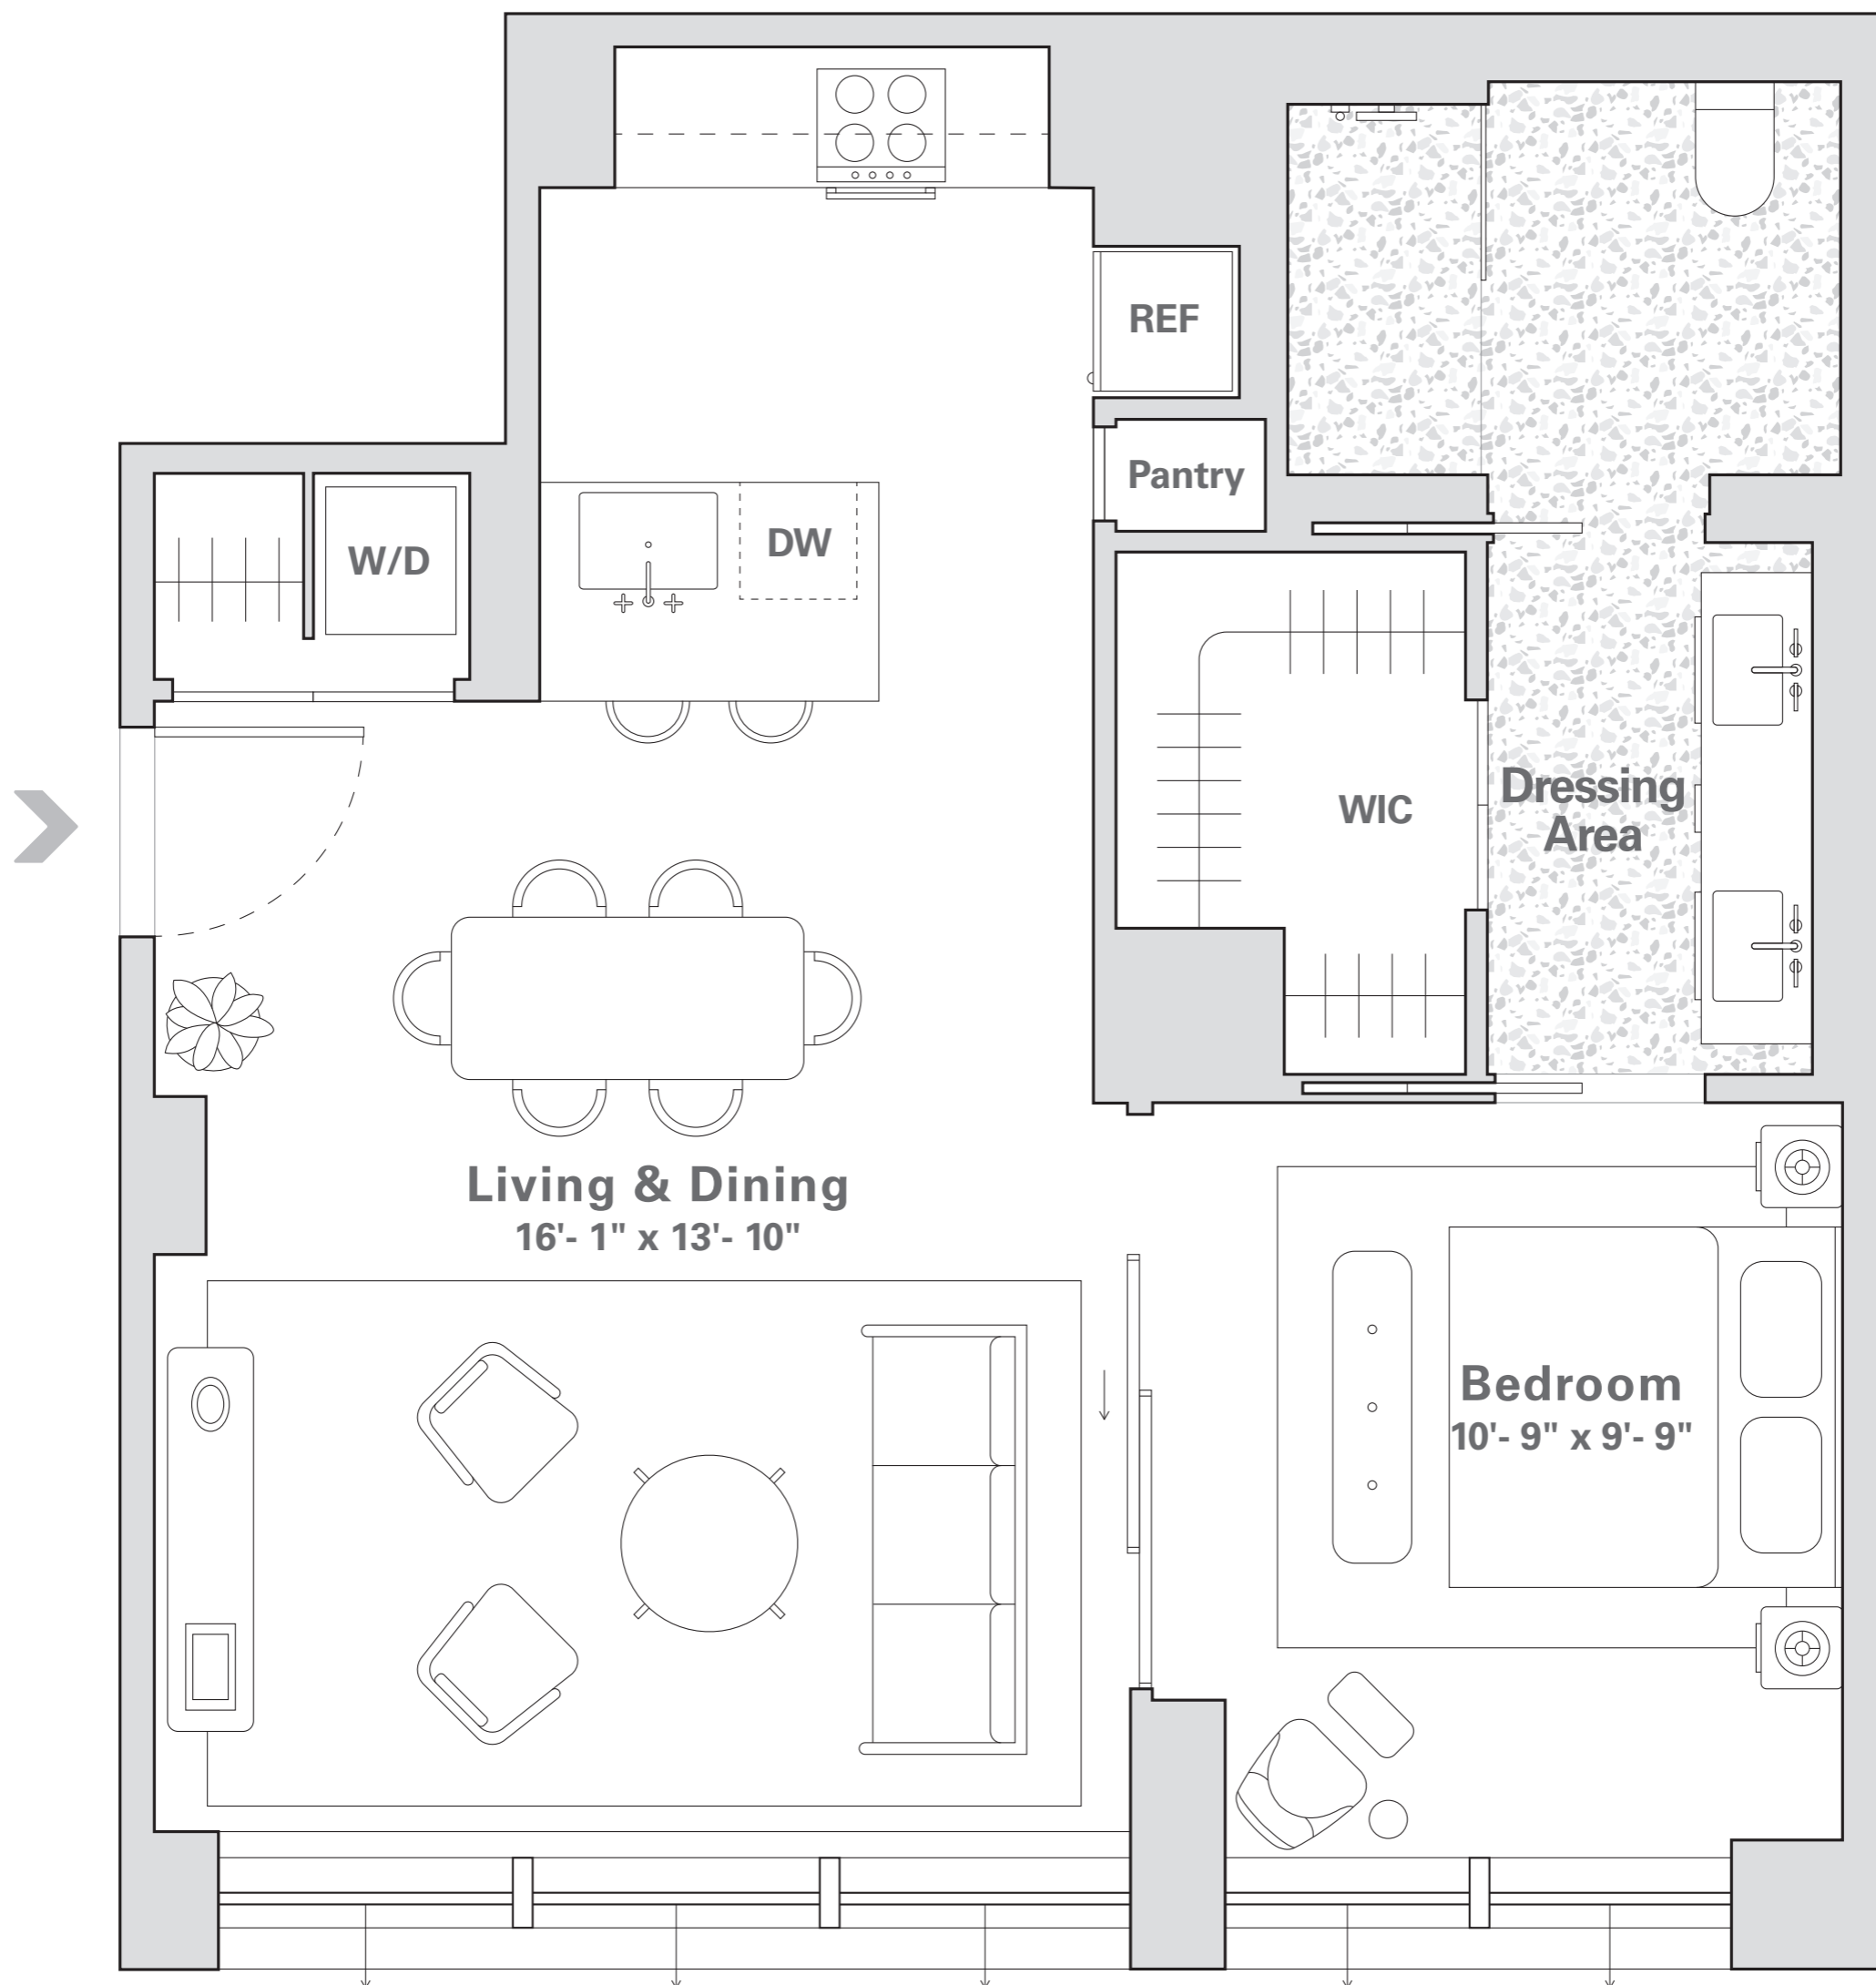 REF
Pantry
W/D
DW
WIC
Dressing
Area
Living & Dining
16'- 1" x 13'- 10"
Bedroom
10'- 9" x 9'- 9"